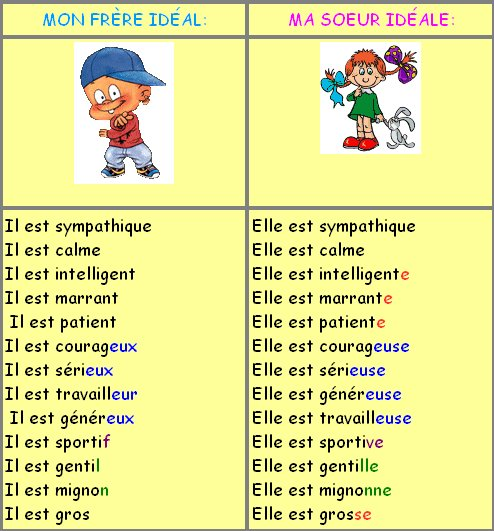 MON FRÈRE IDÉAL:
Il est sympathique
Il est calme
Il est intelligent
Il est marrant
Il est patient
Il est courageux
Il est sérieux
Il est travailleur
Il est généreux
Il est sportif
Il est gentil
Il est mignon
Il est gros
MA SOEUR IDÉALE:
Elle est sympathique
Elle est calme
Elle est intelligente
Elle est marrante
Elle est patiente
Elle est courageuse
Elle est sérieuse
Elle est généreuse
Elle est travailleuse
Elle est sportive
Elle est gentille
Elle est mignonne
Elle est grosse